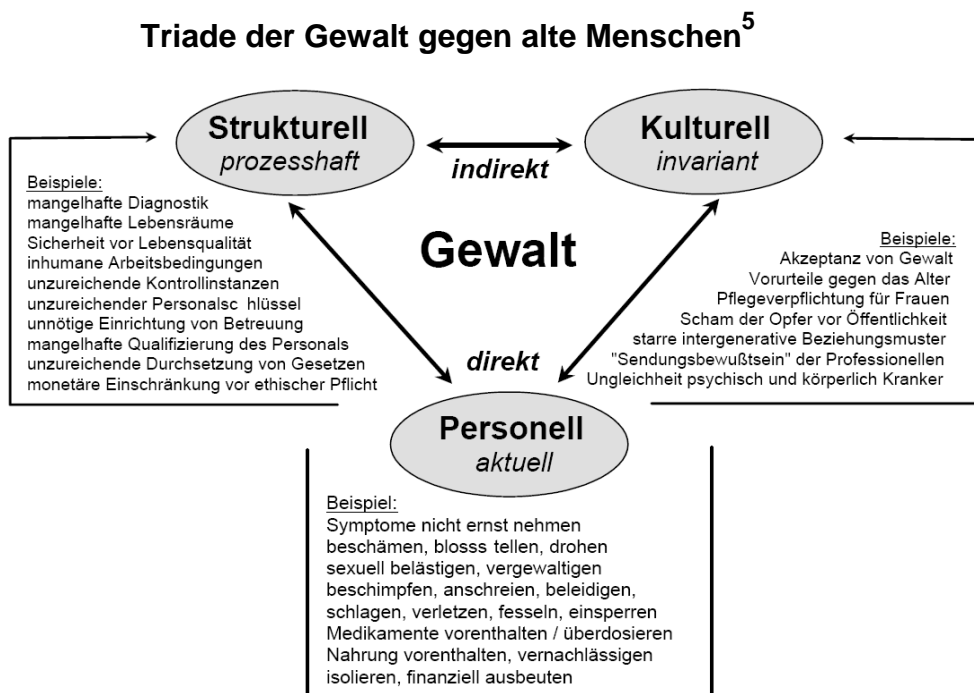 Triade der Gewalt gegen alte Menschen5
Strukturell
prozesshaft
Kulturell
invariant
indirekt
Gewalt
Beispiele:
mangelhafte Diagnostik
mangelhafte Lebensräume
Sicherheit vor Lebensqualität
inhumane Arbeitsbedingungen
unzureichende Kontrollinstanzen
unzureichender Personalsc hlüssel
unnötige Einrichtung von Betreuung
mangelhafte Qualifizierung des Personals
unzureichende Durchsetzung von Gesetzen
monetäre Einschränkung vor ethischer Pflicht
Beispiele:
Akzeptanz von Gewalt
Vorurteile gegen das Alter
Pflegeverpflichtung für Frauen
Scham der Opfer vor Öffentlichkeit
starre intergenerative Beziehungsmuster
"Sendungsbewußtsein" der Professionellen
Ungleichheit psychisch und körperlich Kranker
direkt
Personell
aktuell
Beispiel:
Symptome nicht ernst nehmen
beschämen, blosss tellen, drohen
sexuell belästigen, vergewaltigen
beschimpfen, anschreien, beleidigen,
schlagen, verletzen, fesseln, einsperren
Medikamente vorenthalten / überdosieren
Nahrung vorenthalten, vernachlässigen
isolieren, finanziell ausbeuten